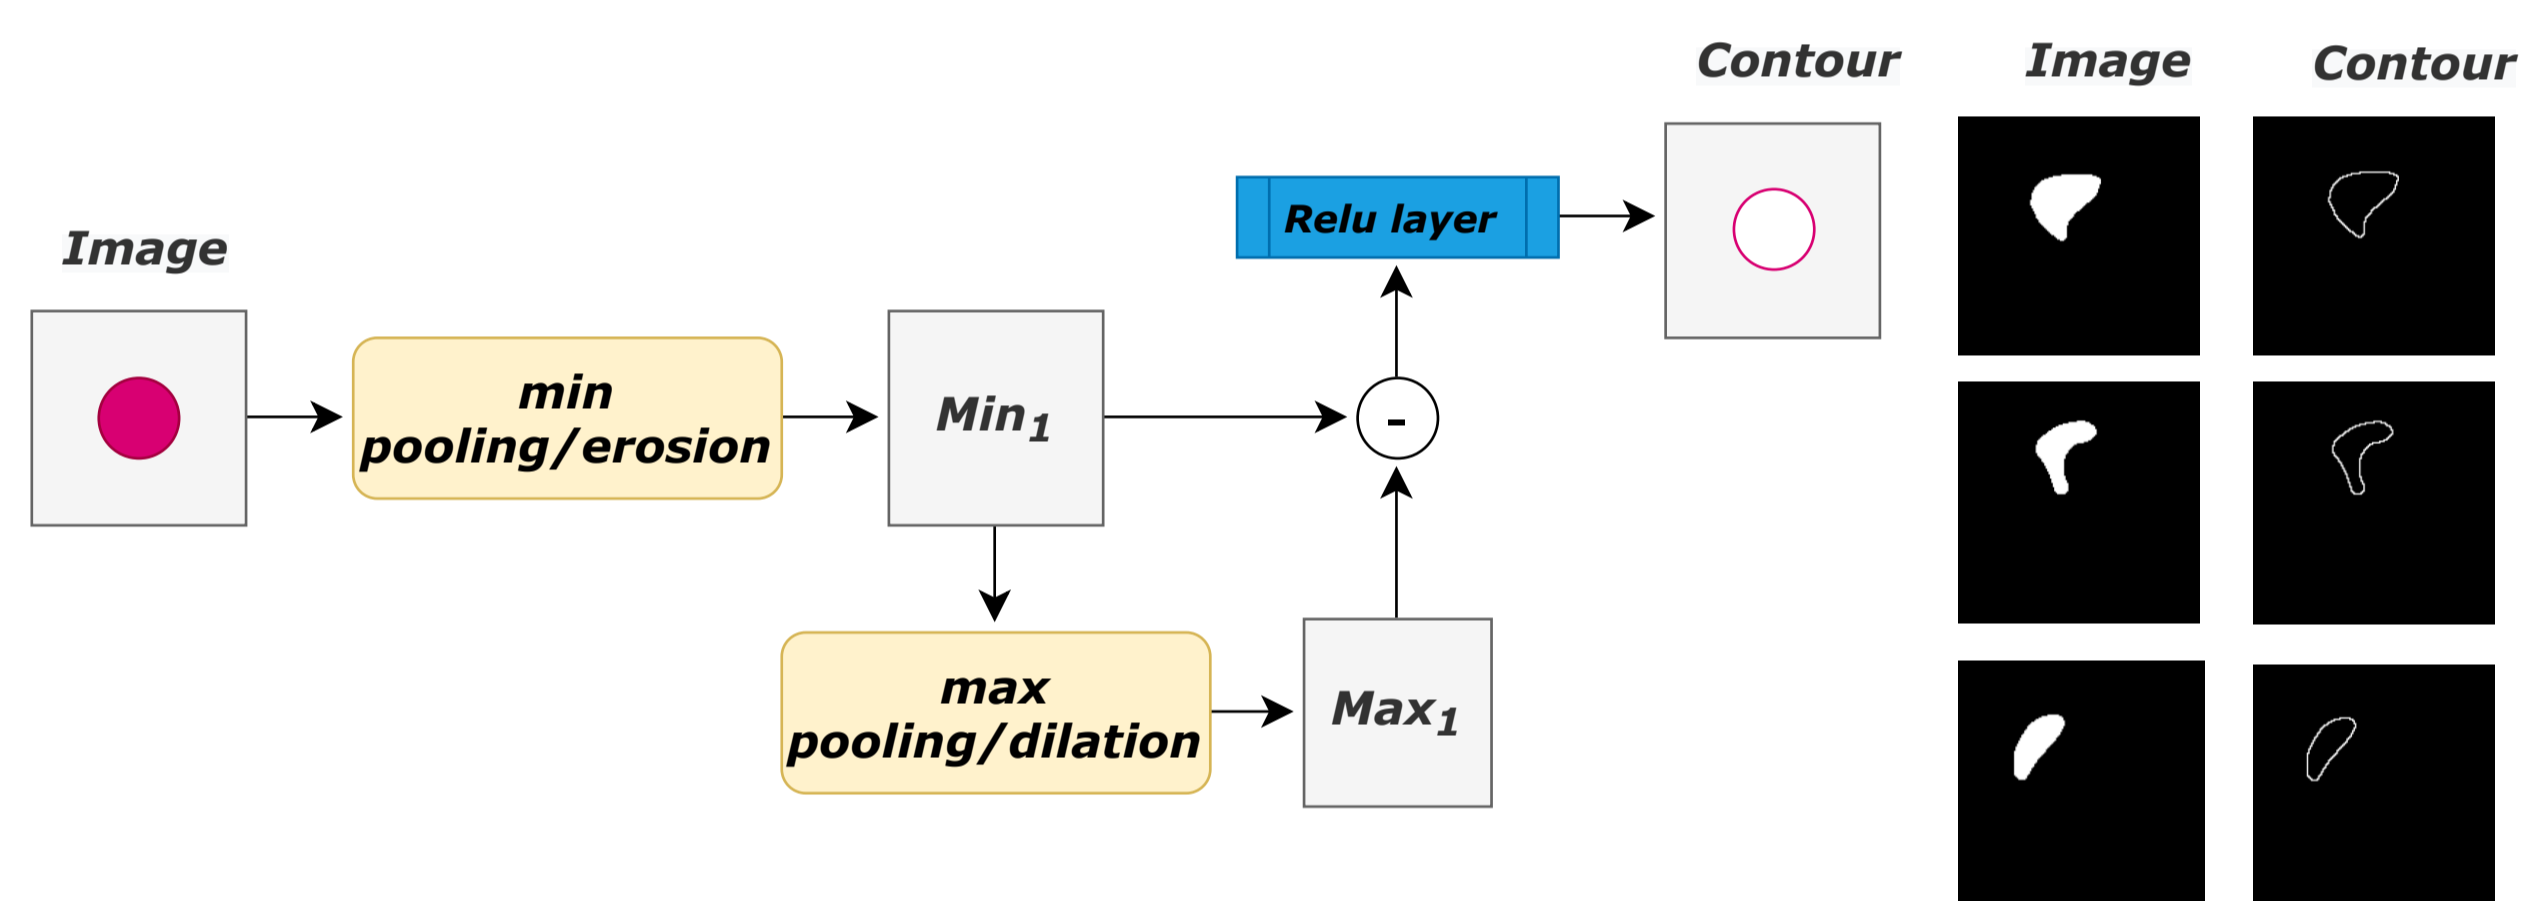 Image
min
pooling/erosion
Min1
max
pooling/dilation
Max1
-
Relu layer
Contour
Image
Contour